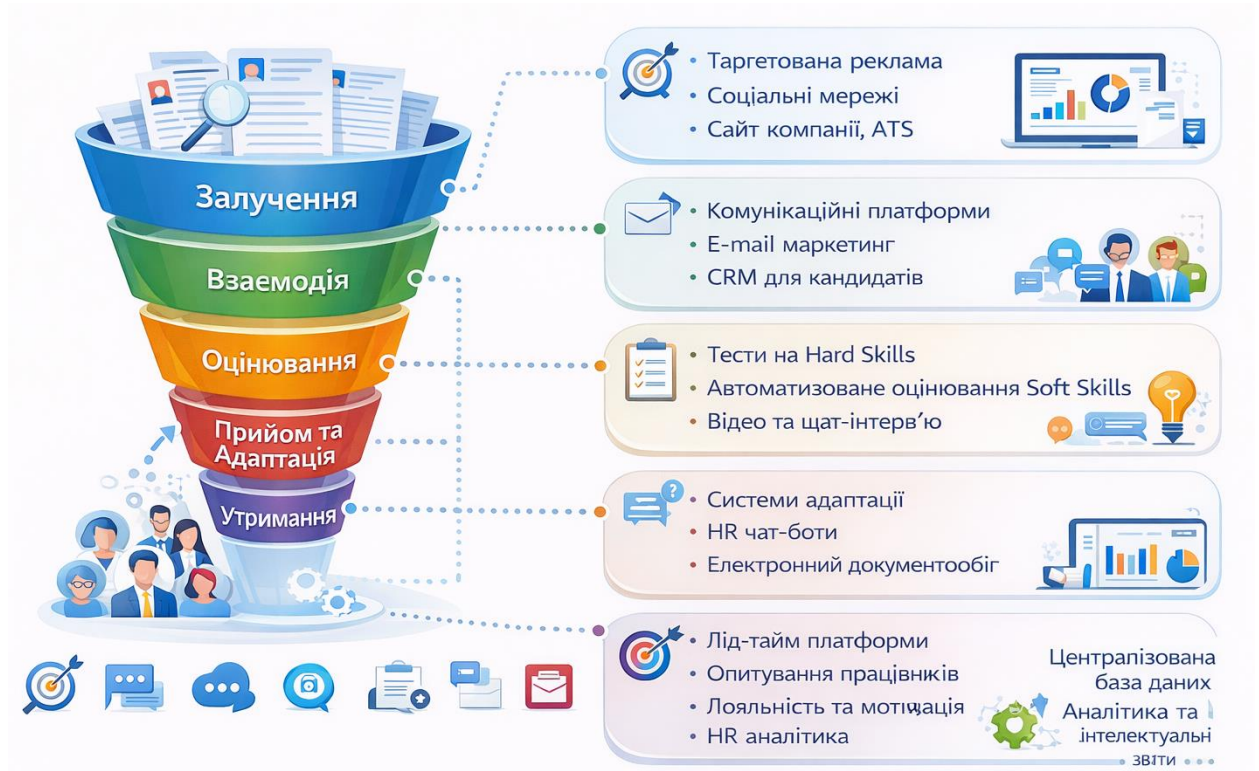 Залучення
Взаемодія
Оцінювання
Прийом та
Адаптація
Утримання
• Таргетована реклама
• Соціальні мережі
• Сайт компанії, ATS
• Комунікаційні платформи
• E-mail маркетинг
• CRM для кандидатів
• Тести на Hard Skills
• Автоматизоване оцінювання Soft Skills
• Відео та щат-інтерв’ю
• Системи адаптації
• HR чат-боти
• Електронний документообіг
• Лід-тайм платформи
• Опитування працівників
• Лояльність та мотиація
• HR аналітика
Централізована
база даних
Аналітика та
інтелектуальні
звіти